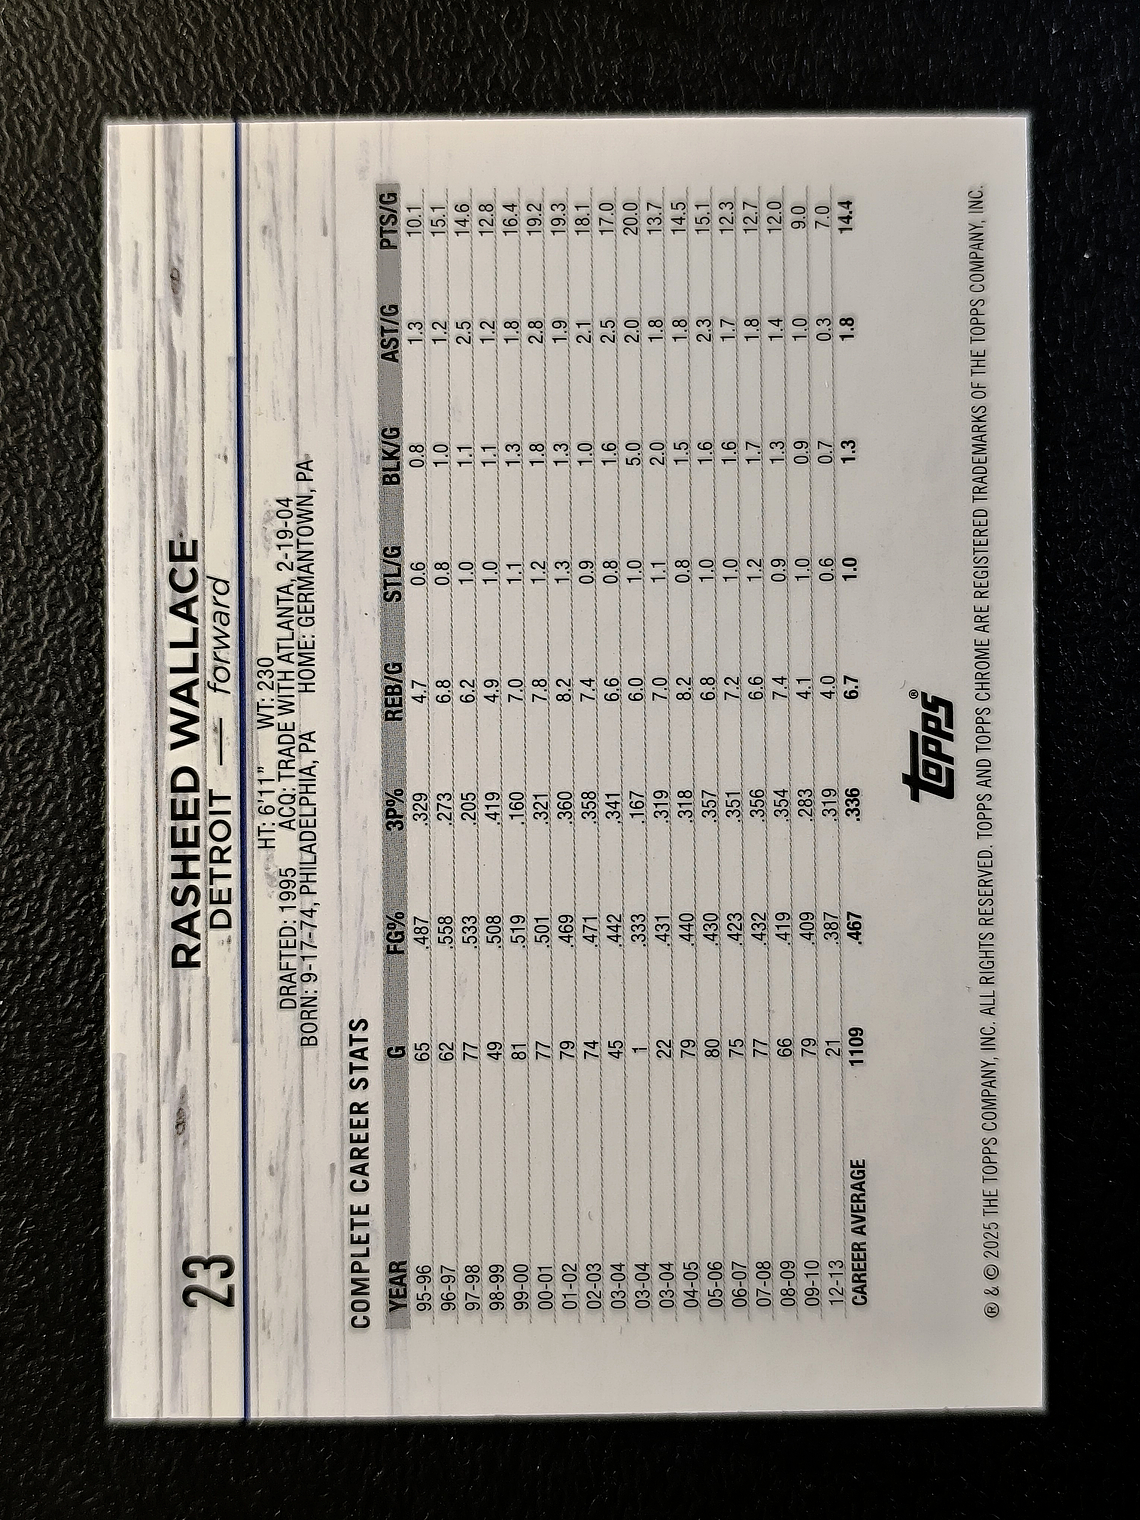 23
RASHEED WALLACE
DETROIT — forward
HT: 6'11" WT: 230
DRAFTED: 1995 ACQ: TRADE WITH ATLANTA, 2-19-04
BORN: 9-17-74, PHILADELPHIA, PA HOME: GERMANTOWN, PA
COMPLETE CAREER STATS
YEAR G FG% 3P% REB/G STL/G BLK/G AST/G PTS/G
95-96 65 .487 .329 4.7 0.6 0.8 1.3 10.1
96-97 62 .558 .273 6.8 0.8 1.0 1.2 15.1
97-98 77 .533 .205 6.2 1.0 1.1 2.5 14.6
98-99 49 .508 .419 4.9 1.0 1.1 1.2 12.8
99-00 81 .519 .160 7.0 1.1 1.3 1.8 16.4
00-01 77 .501 .321 7.8 1.2 1.8 2.8 19.2
01-02 79 .469 .360 8.2 1.3 1.3 1.9 19.3
02-03 74 .471 .358 7.4 0.9 1.0 2.1 18.1
03-04 45 .442 .341 6.6 0.8 1.6 2.5 17.0
03-04 1 .333 .167 6.0 1.0 5.0 2.0 20.0
03-04 22 .431 .319 7.0 1.1 2.0 1.8 13.7
04-05 79 .440 .318 8.2 0.8 1.5 1.8 14.5
05-06 80 .430 .357 6.8 1.0 1.6 2.3 15.1
06-07 75 .423 .351 7.2 1.0 1.6 1.7 12.3
07-08 77 .432 .356 6.6 1.2 1.7 1.8 12.7
08-09 66 .419 .354 7.4 0.9 1.3 1.4 12.0
09-10 79 .409 .283 4.1 1.0 0.9 1.0 9.0
12-13 21 .387 .319 4.0 0.6 0.7 0.3 7.0
CAREER AVERAGE 1109 .467 .336 6.7 1.0 1.3 1.8 14.4
topps®
® & © 2025 THE TOPPS COMPANY, INC. ALL RIGHTS RESERVED. TOPPS AND TOPPS CHROME ARE REGISTERED TRADEMARKS OF THE TOPPS COMPANY, INC.